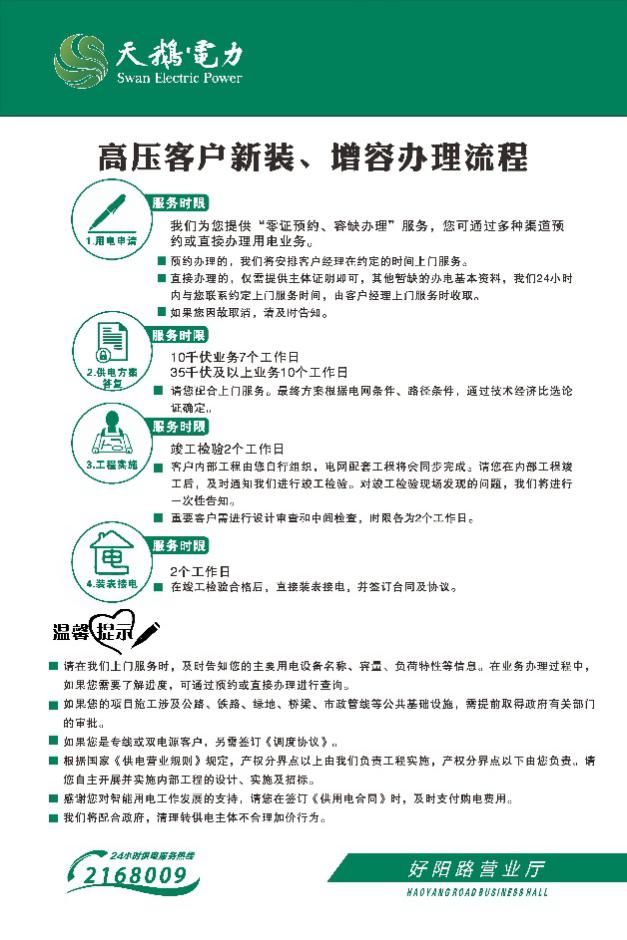 天鹅·電力
Swan Electric Power
高压客户新装、增容办理流程
服务时限
1.用电申请
我们为您提供“零证预约、容缺办理”服务，您可通过多种渠道预
约或直接办理用电业务。
预约办理的，我们将安排客户经理在约定的时间上门服务。
直接办理的，仅需提供主体证明即可，其他暂缺的办电基本资料，我们24小时
内与您联系约定上门服务时间，由客户经理上门服务时收取。
如果您因故取消，请及时告知。
服务时限
2.供电方案
答复
10千伏业务7个工作日
35千伏及以上业务10个工作日
请您配合上门服务。最终方案根据电网条件、路径条件，通过技术经济比选论
证确定。。
服务时限
3.工程实施
竣工检验2个工作日
客户内部工程由您自行组织，电网配套工程将会同步完成。请您在内部工程竣
工后，及时通知我们进行竣工检验。对竣工检验现场发现的问题，我们将进行
一次性告知。
重要客户需进行设计审查和中间检查，时限各为2个工作日。
服务时限
电
4.装表接电
2个工作日
在竣工检验合格后，直接装表接电，并签订合同及协议。
温馨 提示
请在我们上门服务时，及时告知您的主要用电设备名称、容量、负荷特性等信息。在业务办理过程中，
如果您需要了解进度，可通过预约或直接办理进行查询。
如果您的项目施工涉及公路、铁路、绿地、桥梁、市政管线等公共基础设施，需提前取得政府有关部门
的审批。
如果您是专线或双电源客户，另需签订《调度协议》。
根据国家《供电营业规则》规定，产权分界点以上由我们负责工程实施，产权分界点以下由您负责。请
您自主开展并实施内部工程的设计、实施及招标。
感谢您对智能用电工作发展的支持，请您在签订《供用电合同》时，及时支付购电费用。
我们将配合政府，清理转供电主体不合理加价行为。
24小时供电服务热线
2168009
好阳路营业厅
HAOYANG ROAD BUSINESS HALL